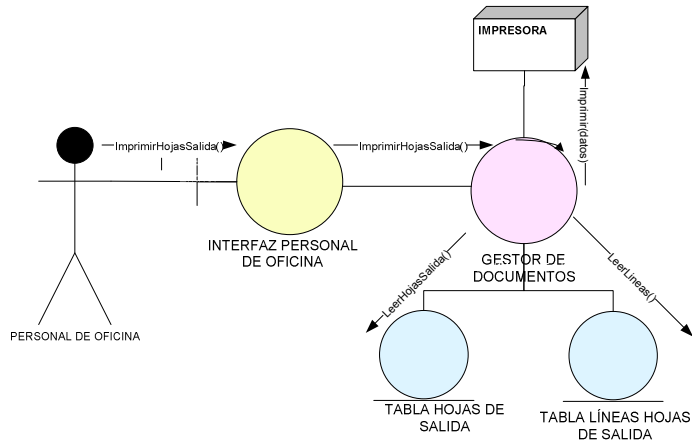 IMPRESORA
Imprimir(datos)
ImprimirHojasSalida()
ImprimirHojasSalida()
INTERFAZ PERSONAL
DE OFICINA
GESTOR DE
DOCUMENTOS
LeerHojasSalida()
LeerLineas()
PERSONAL DE OFICINA
TABLA HOJAS DE
SALIDA
TABLA LÍNEAS HOJAS
DE SALIDA